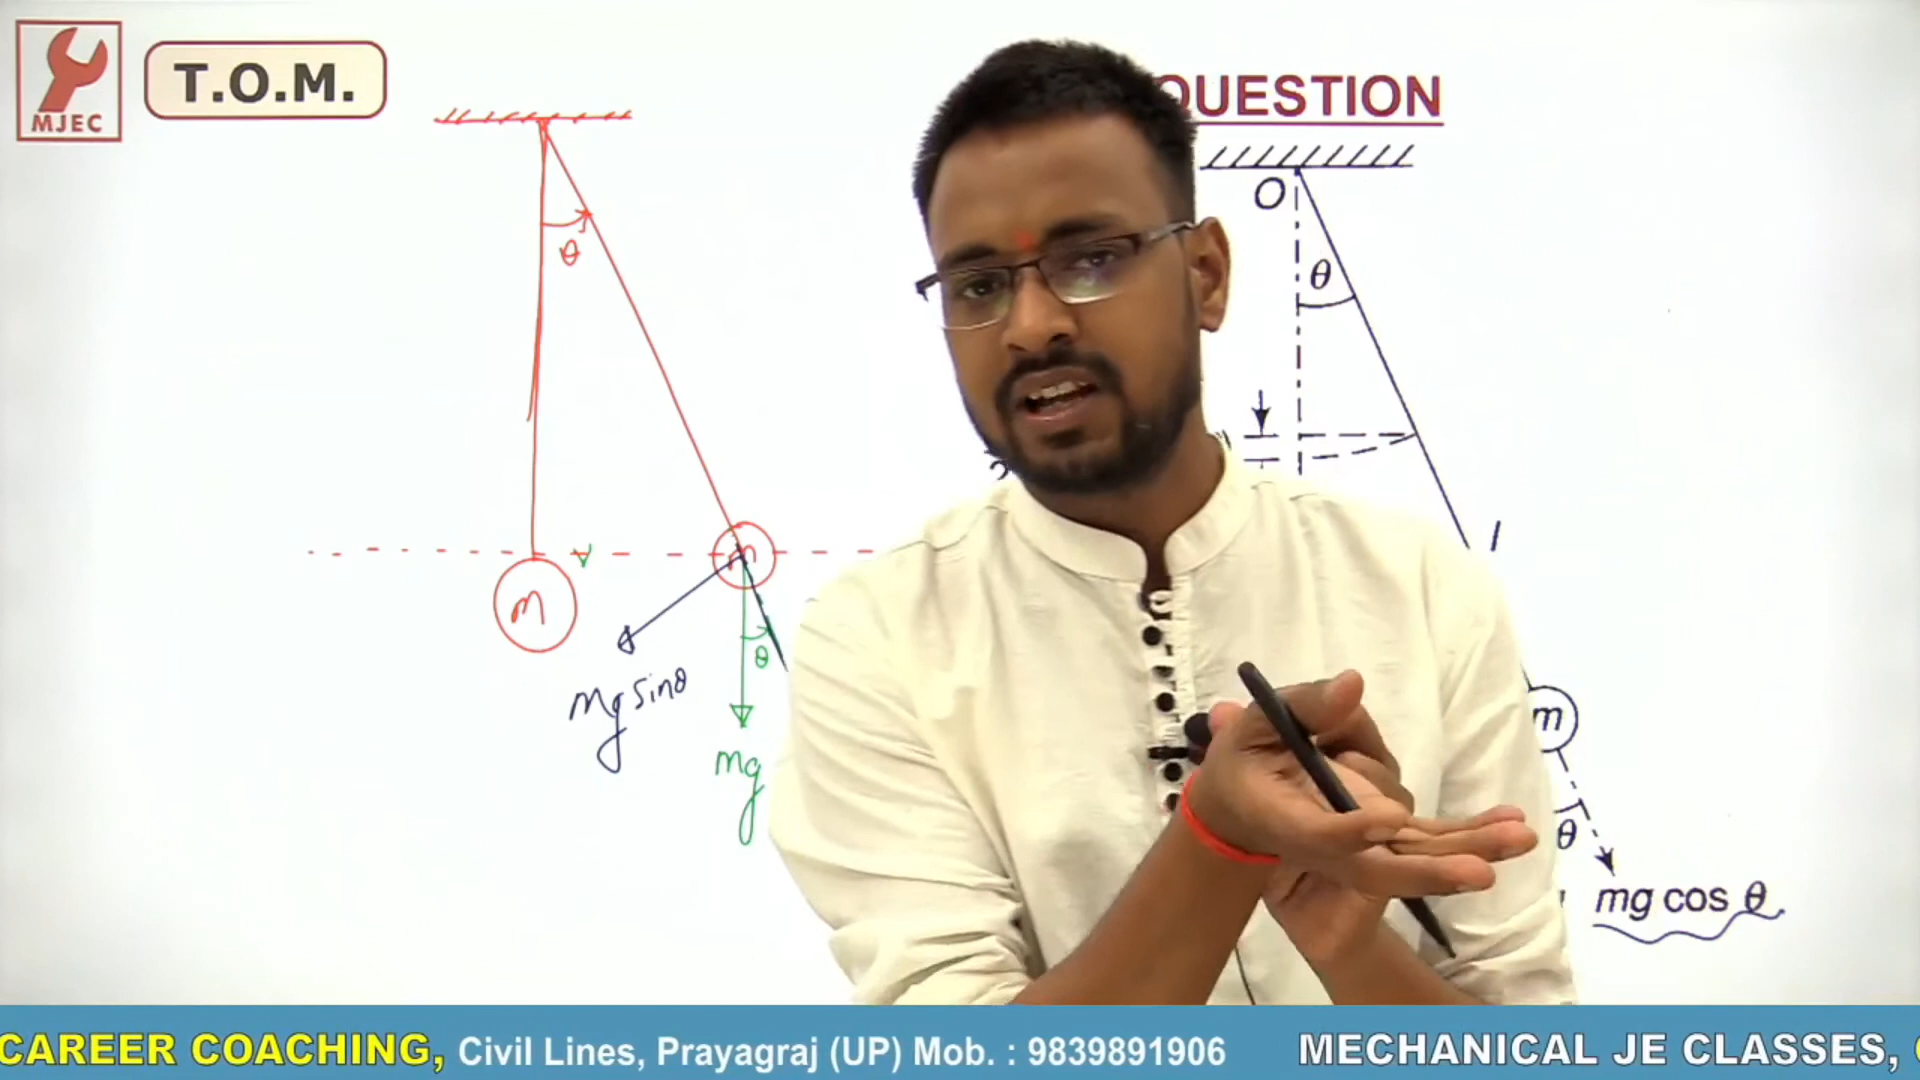 MJEC
T.O.M.
QUESTION
O
θ
θ
m
m
θ
mg sinθ
mg
l
m
θ
mg cos θ
CAREER COACHING, Civil Lines, Prayagraj (UP) Mob. : 9839891906 MECHANICAL JE CLASSES,